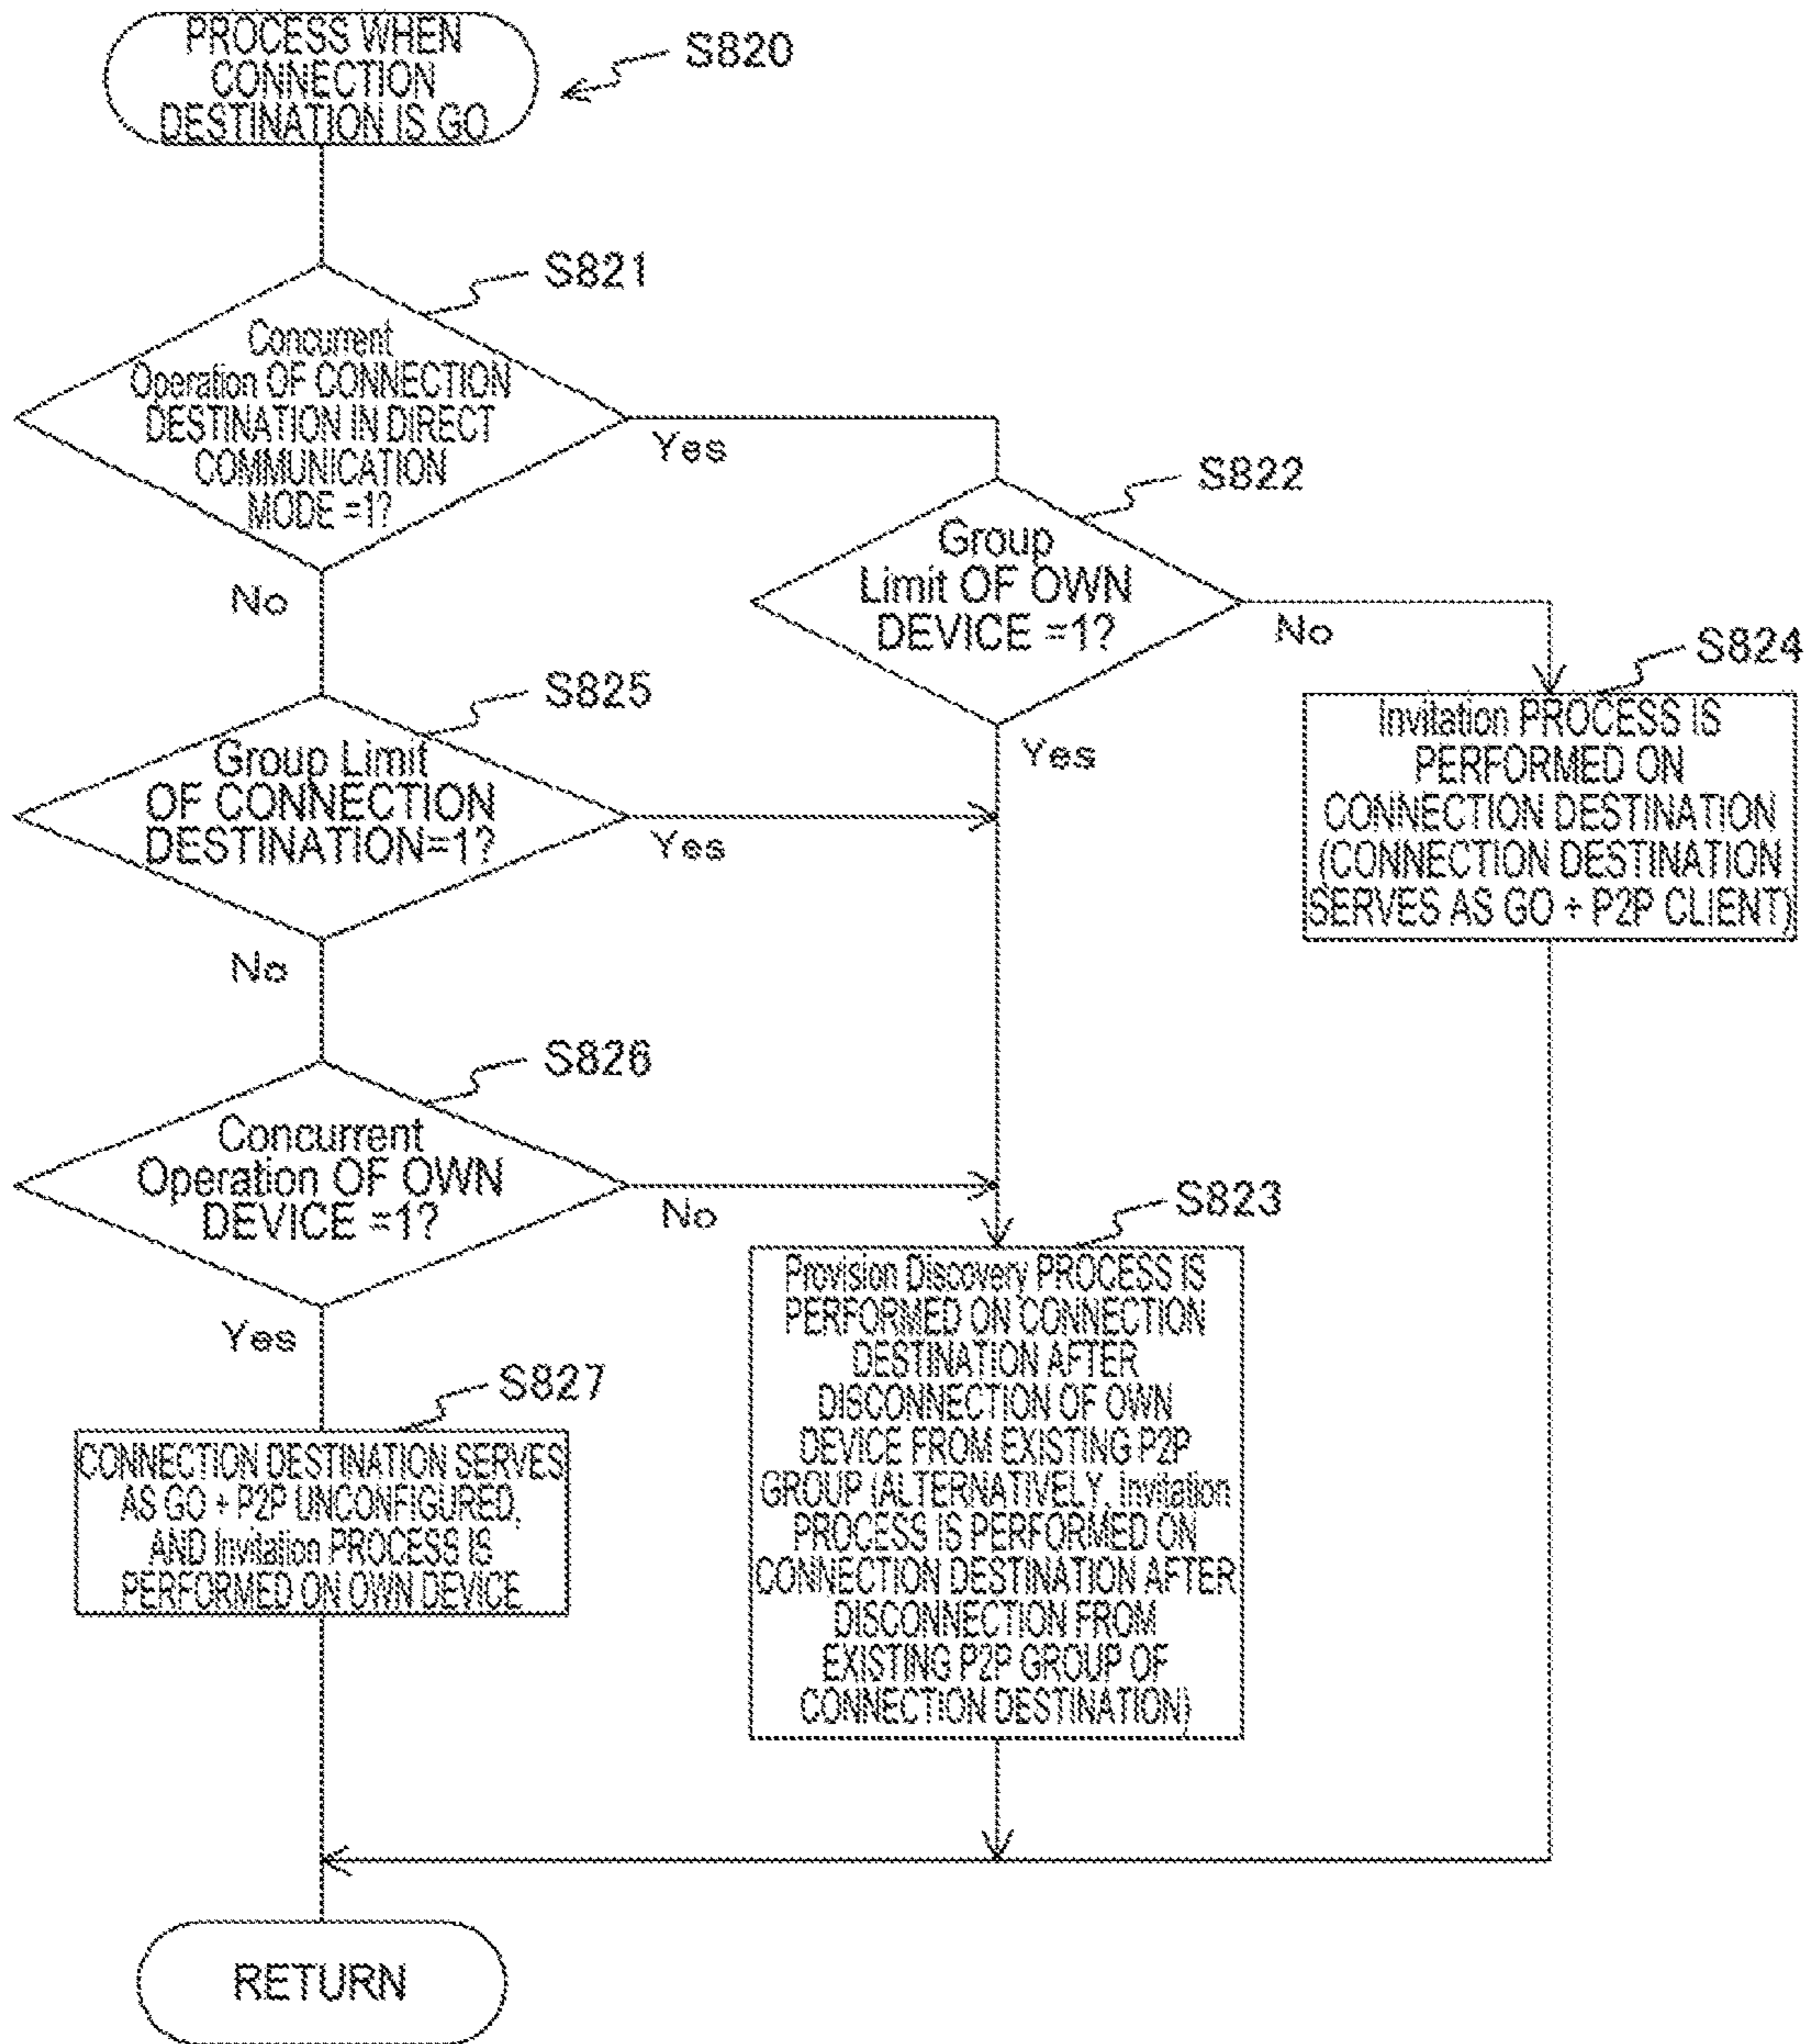 PROCESS WHEN
CONNECTION
DESTINATION IS GO
S820
S821
Concurrent
Operation OF CONNECTION
DESTINATION IN DIRECT
COMMUNICATION
MODE =1?
Yes
No
S822
Group
Limit OF OWN
DEVICE =1?
No
Yes
S824
Invitation PROCESS IS
PERFORMED ON
CONNECTION DESTINATION
(CONNECTION DESTINATION
SERVES AS GO + P2P CLIENT)
S825
Group Limit
OF CONNECTION
DESTINATION=1?
Yes
No
S826
Concurrent
Operation OF OWN
DEVICE =1?
No
Yes
S823
Provision Discovery PROCESS IS
PERFORMED ON CONNECTION
DESTINATION AFTER
DISCONNECTION OF OWN
DEVICE FROM EXISTING P2P
GROUP (ALTERNATIVELY, Invitation
PROCESS IS PERFORMED ON
CONNECTION DESTINATION AFTER
DISCONNECTION FROM
EXISTING P2P GROUP OF
CONNECTION DESTINATION)
S827
CONNECTION DESTINATION SERVES
AS GO + P2P UNCONFIGURED,
AND Invitation PROCESS IS
PERFORMED ON OWN DEVICE
RETURN